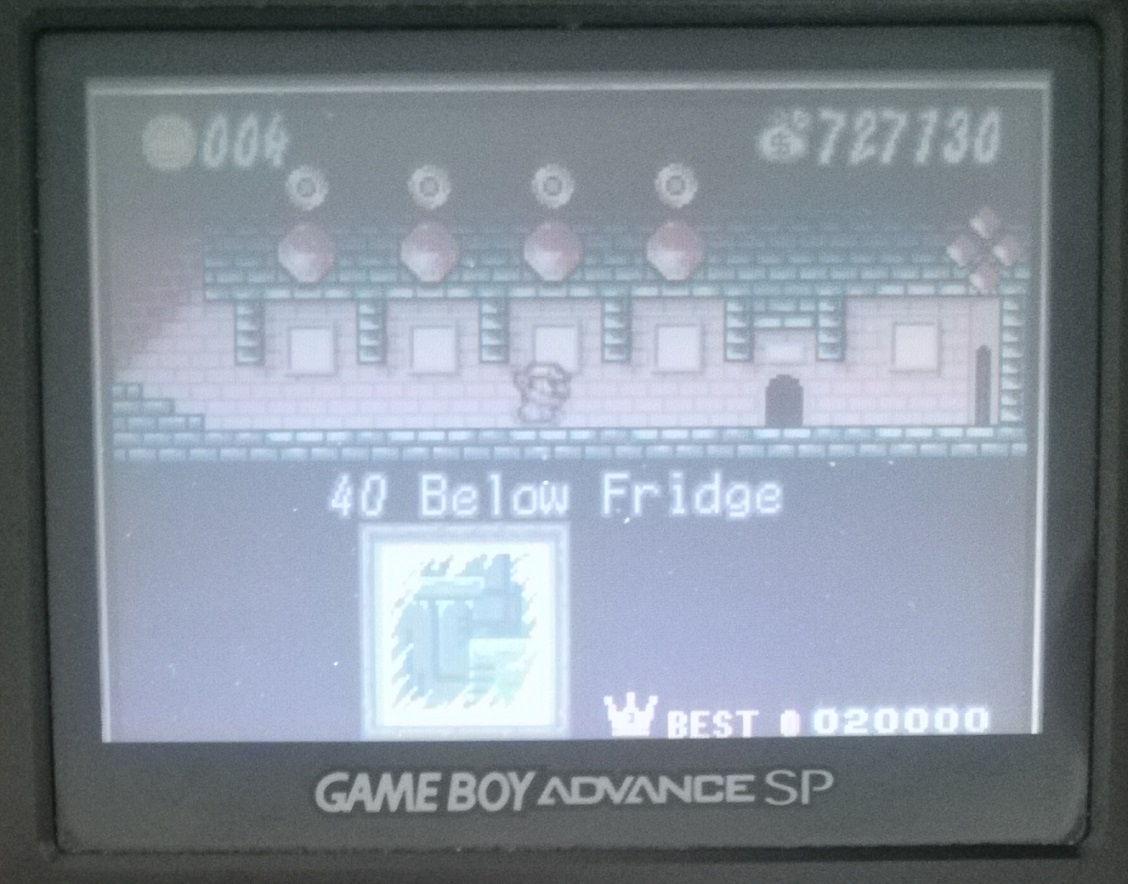 004
727130
40 Below Fridge
BEST 020000
GAME BOY ADVANCE SP